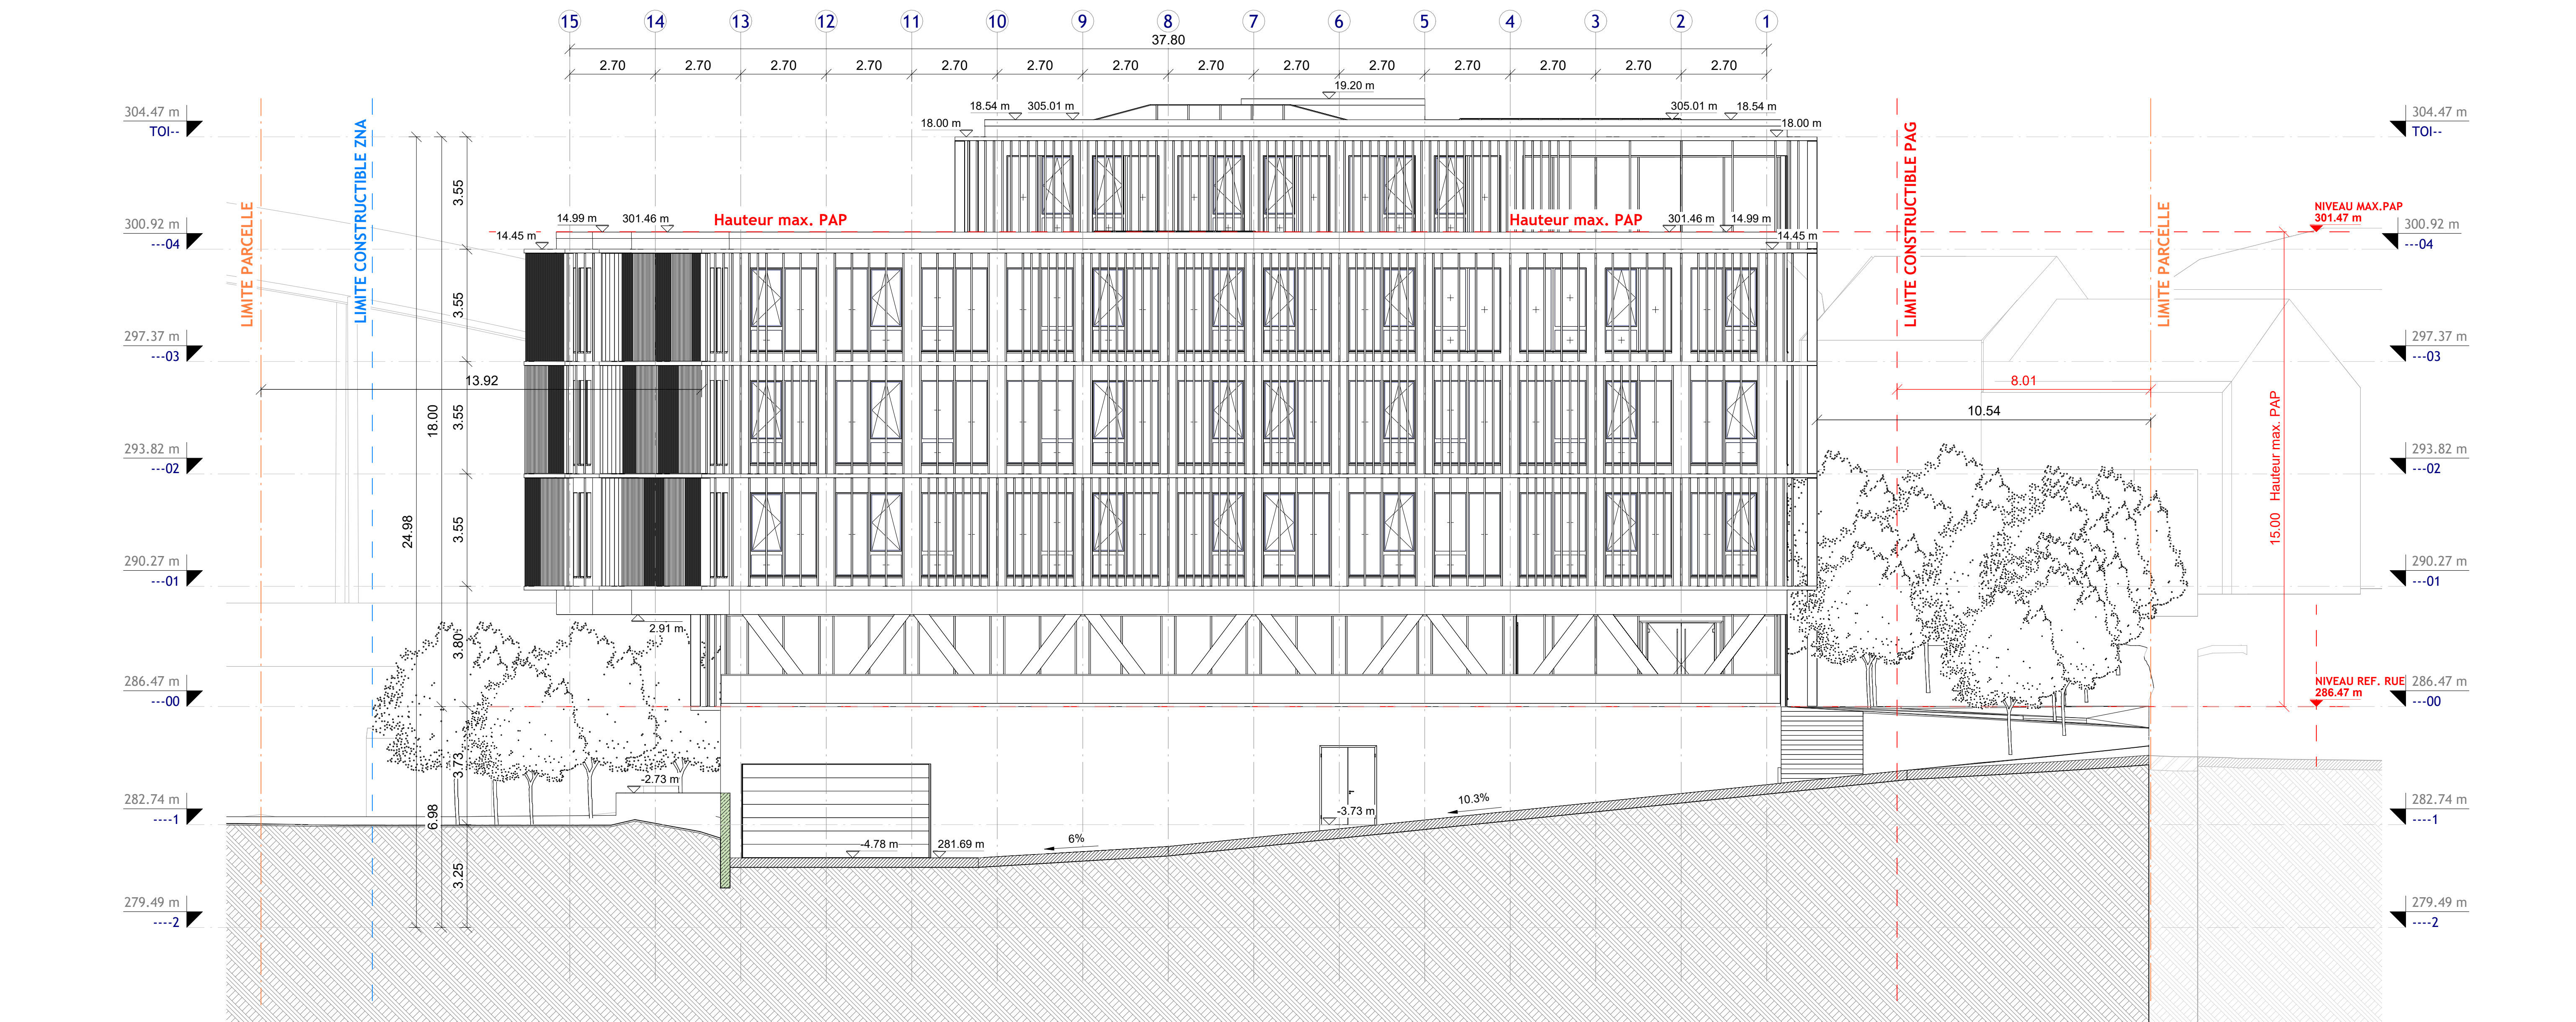 15 14 13 12 11 10 9 8 7 6 5 4 3 2 1
37.80
2.70 2.70 2.70 2.70 2.70 2.70 2.70 2.70 2.70 2.70 2.70 2.70 2.70 2.70
19.20 m
18.54 m 305.01 m 305.01 m 18.54 m
18.00 m 18.00 m
304.47 m 304.47 m
TOI-- TOI--
LIMITE PARCELLE
LIMITE CONSTRUCTIBLE ZNA
LIMITE CONSTRUCTIBLE PAG
LIMITE PARCELLE
3.55
14.99 m 301.46 m Hauteur max. PAP Hauteur max. PAP 301.46 m 14.99 m
NIVEAU MAX.PAP
301.47 m
14.45 m 14.45 m
300.92 m 300.92 m
---04 ---04
3.55
297.37 m 297.37 m
---03 ---03
13.92
8.01
10.54
18.00
3.55
15.00 Hauteur max. PAP
293.82 m 293.82 m
---02 ---02
24.98
3.55
290.27 m 290.27 m
---01 ---01
2.91 m
3.80
NIVEAU REF. RUE
286.47 m
286.47 m 286.47 m
---00 ---00
3.73
-2.73 m
10.3%
-3.73 m
282.74 m 282.74 m
----1 ----1
6.98
6%
-4.78 m 281.69 m
3.25
279.49 m 279.49 m
----2 ----2